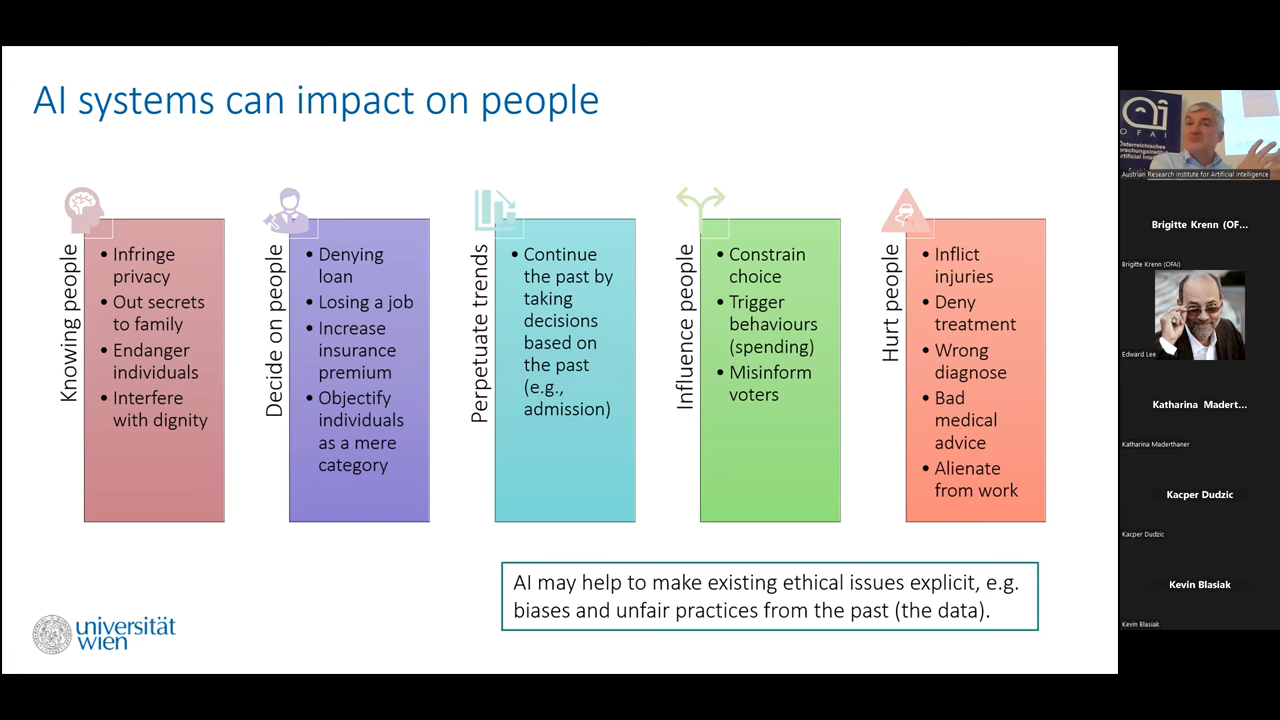 AI systems can impact on people
Knowing people
• Infringe
privacy
• Out secrets
to family
• Endanger
individuals
• Interfere
with dignity
Decide on people
• Denying
loan
• Losing a job
• Increase
insurance
premium
• Objectify
individuals
as a mere
category
Perpetuate trends
• Continue
the past by
taking
decisions
based on
the past
(e.g.,
admission)
Influence people
• Constrain
choice
• Trigger
behaviours
(spending)
• Misinform
voters
Hurt people
• Inflict
injuries
• Deny
treatment
• Wrong
diagnose
• Bad
medical
advice
• Alienate
from work
AI may help to make existing ethical issues explicit, e.g.
biases and unfair practices from the past (the data).
universität
wien
OFAI
Austrian Research Institute for Artificial Intelligence
Brigitte Krenn (OF...
Brigitte Krenn (OFAI)
Edward Lee
Katharina Madert...
Katharina Maderthaner
Kacper Dudzic
Kacper Dudzic
Kevin Blasiak
Kevin Blasiak